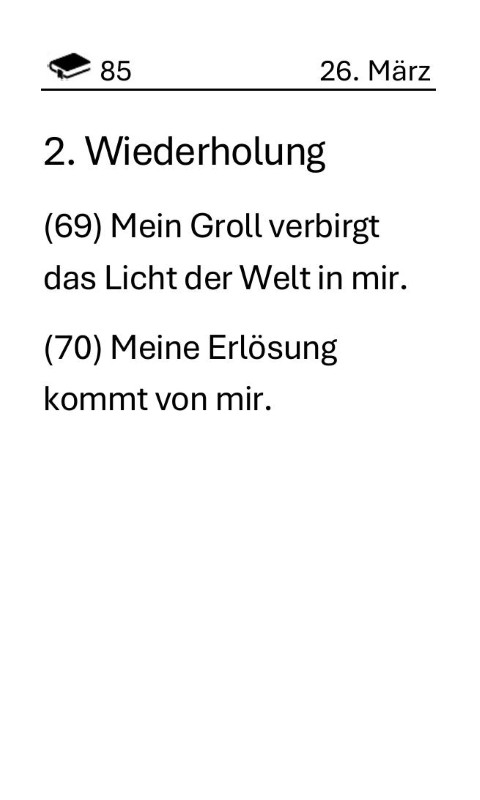 85 26. März
2. Wiederholung
(69) Mein Groll verbirgt
das Licht der Welt in mir.
(70) Meine Erlösung
kommt von mir.